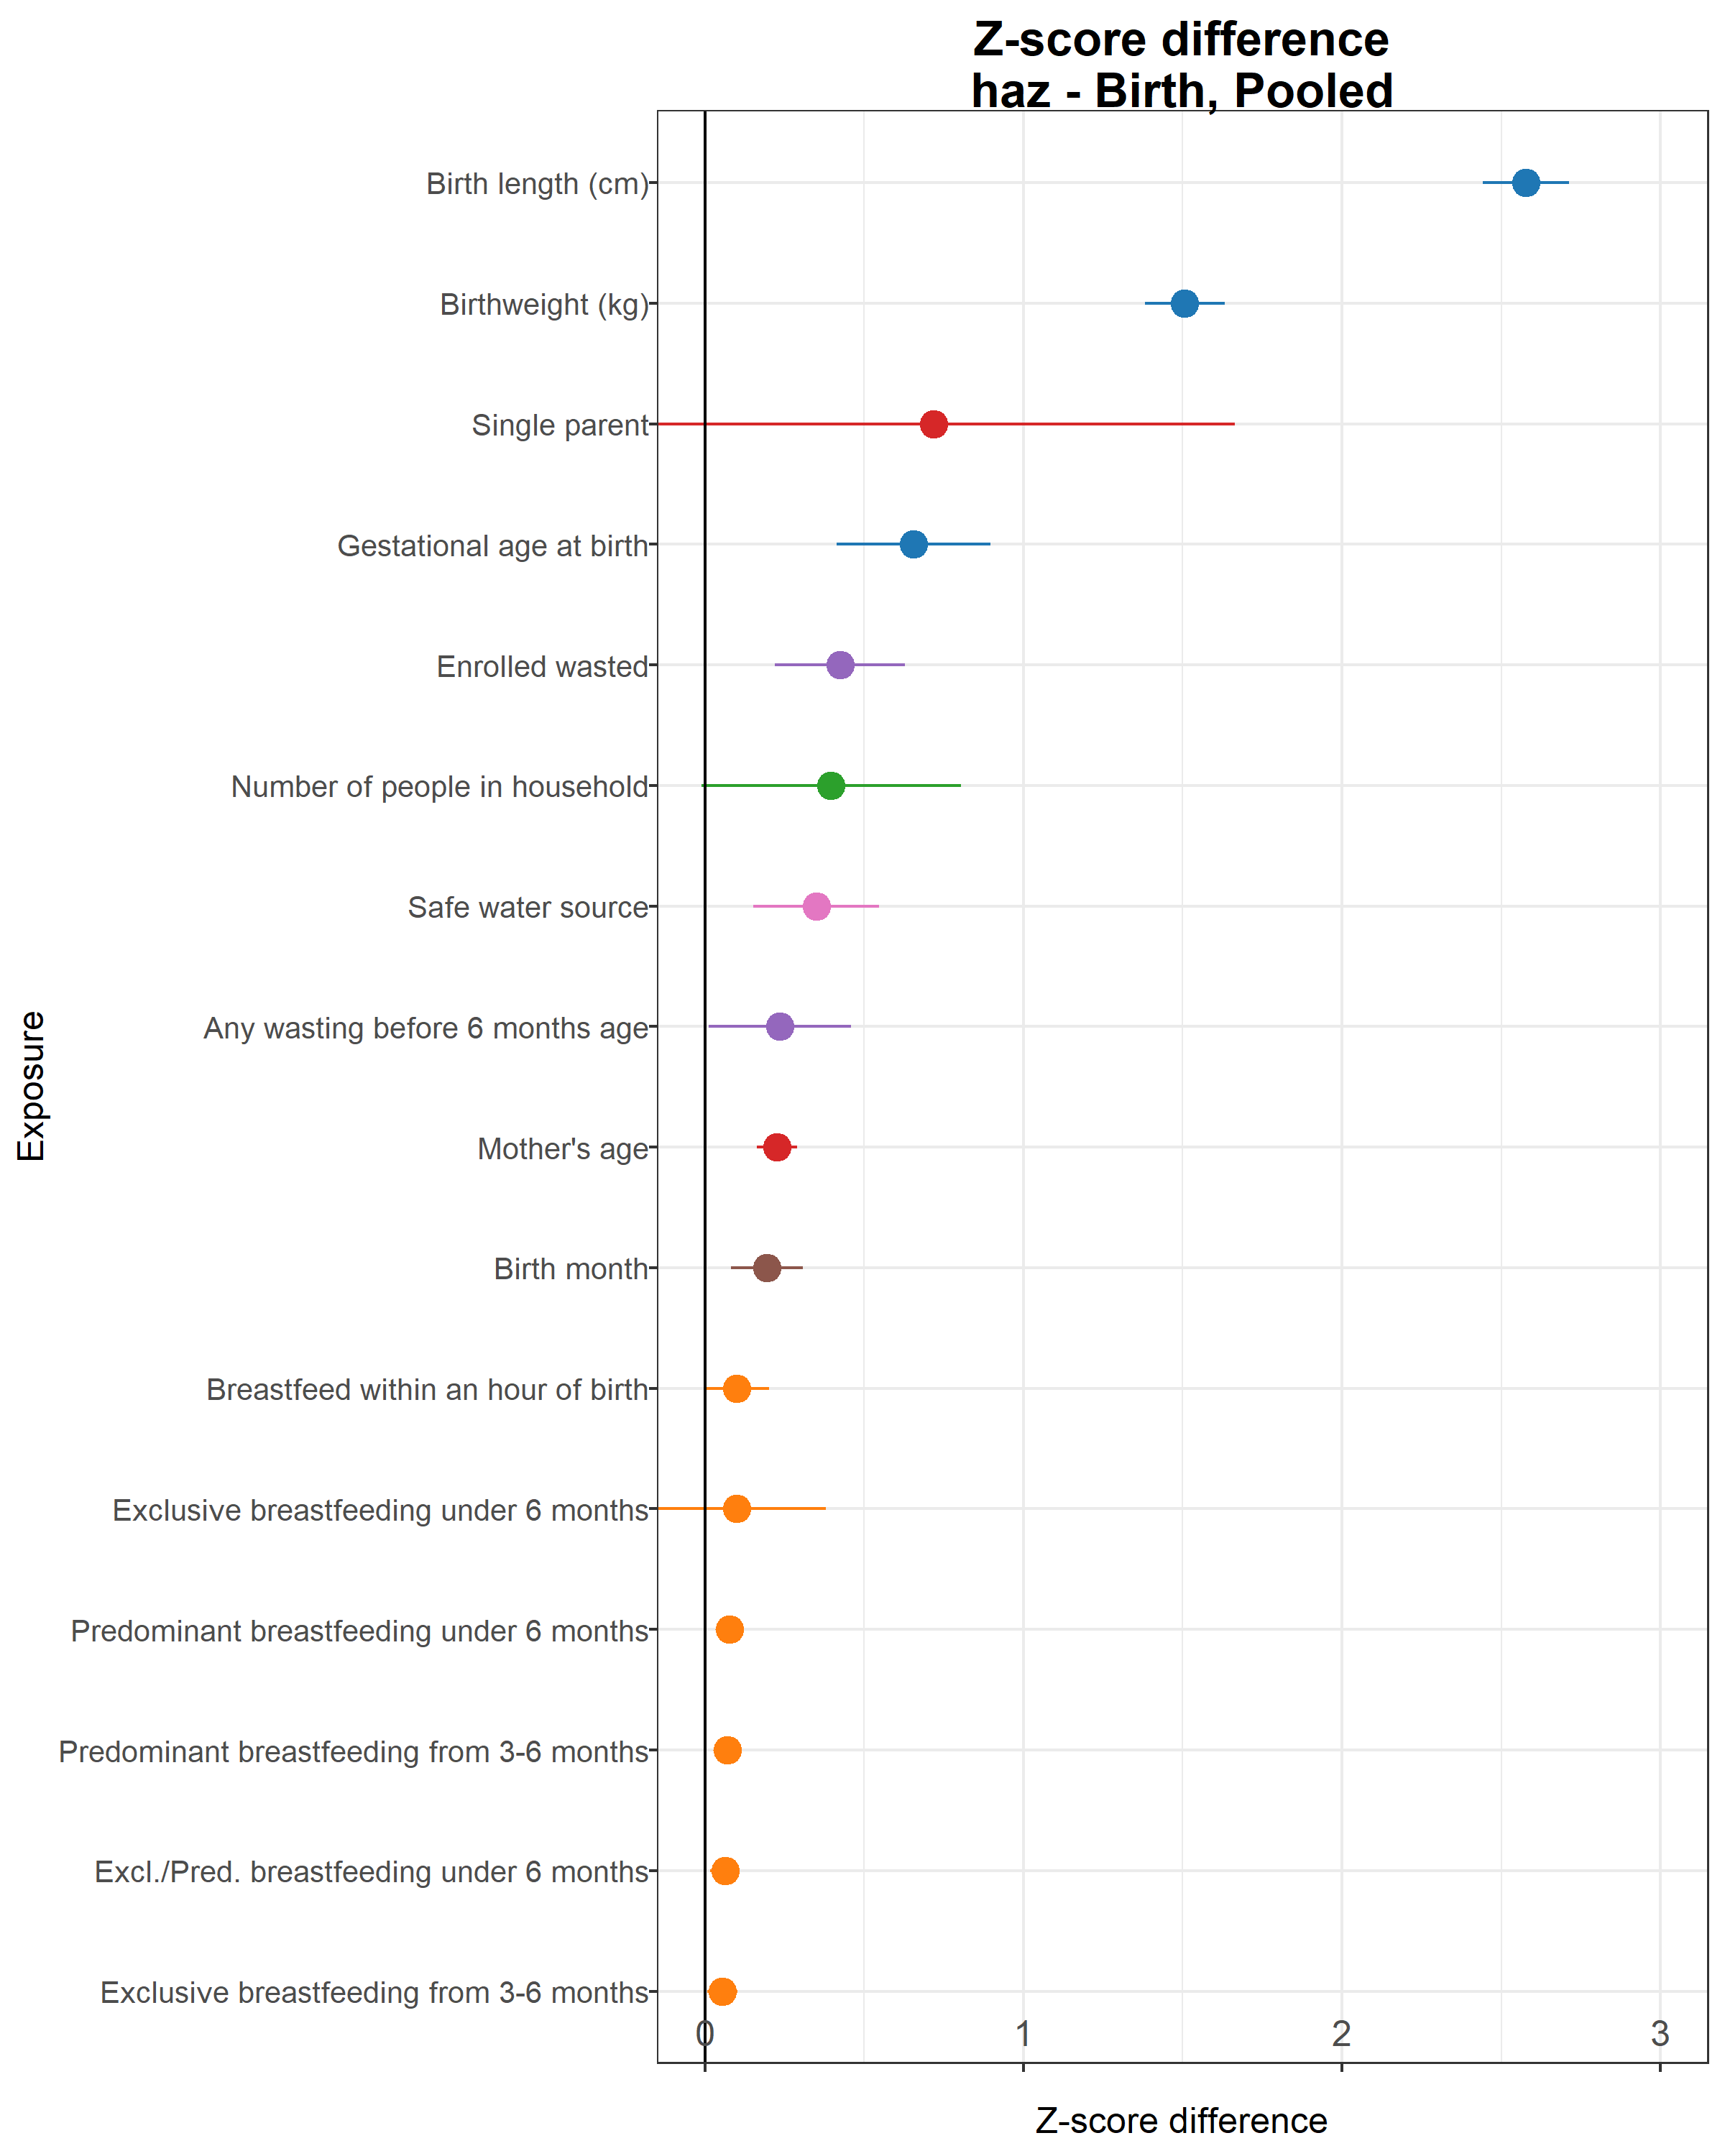 Z-score difference
haz - Birth, Pooled
Birth length (cm)
Birthweight (kg)
Single parent
Gestational age at birth
Enrolled wasted
Number of people in household
Safe water source
Any wasting before 6 months age
Mother's age
Birth month
Breastfeed within an hour of birth
Exclusive breastfeeding under 6 months
Predominant breastfeeding under 6 months
Predominant breastfeeding from 3-6 months
Excl./Pred. breastfeeding under 6 months
Exclusive breastfeeding from 3-6 months
Exposure
0 1 2 3
Z-score difference